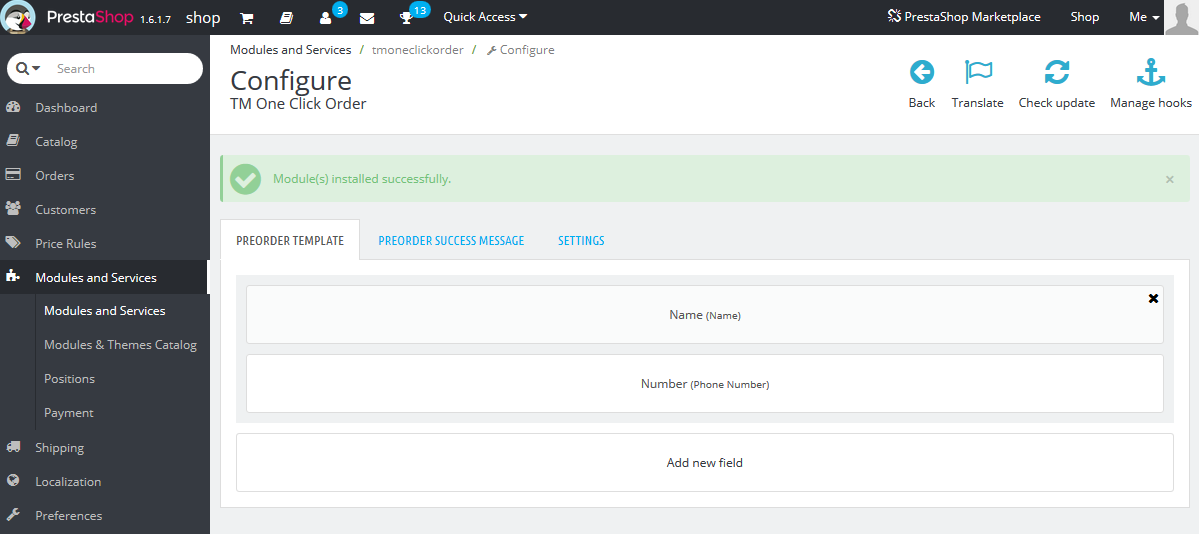 PrestaShop 1.6.1.7 shop 3 13 Quick Access PrestaShop Marketplace Shop Me
Search
Dashboard
Catalog
Orders
Customers
Price Rules
Modules and Services
Modules and Services
Modules & Themes Catalog
Positions
Payment
Shipping
Localization
Preferences
Modules and Services / tmoneclickorder / Configure
Configure
TM One Click Order
Back Translate Check update Manage hooks
Module(s) installed successfully. ×
PREORDER TEMPLATE PREORDER SUCCESS MESSAGE SETTINGS
Name (Name)
Number (Phone Number)
Add new field